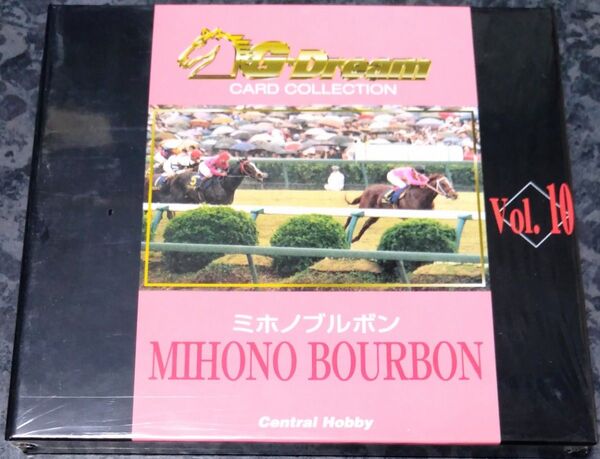 G-Dream
CARD COLLECTION
Vol. 10
ミホノブルボン
MIHONO BOURBON
Central Hobby